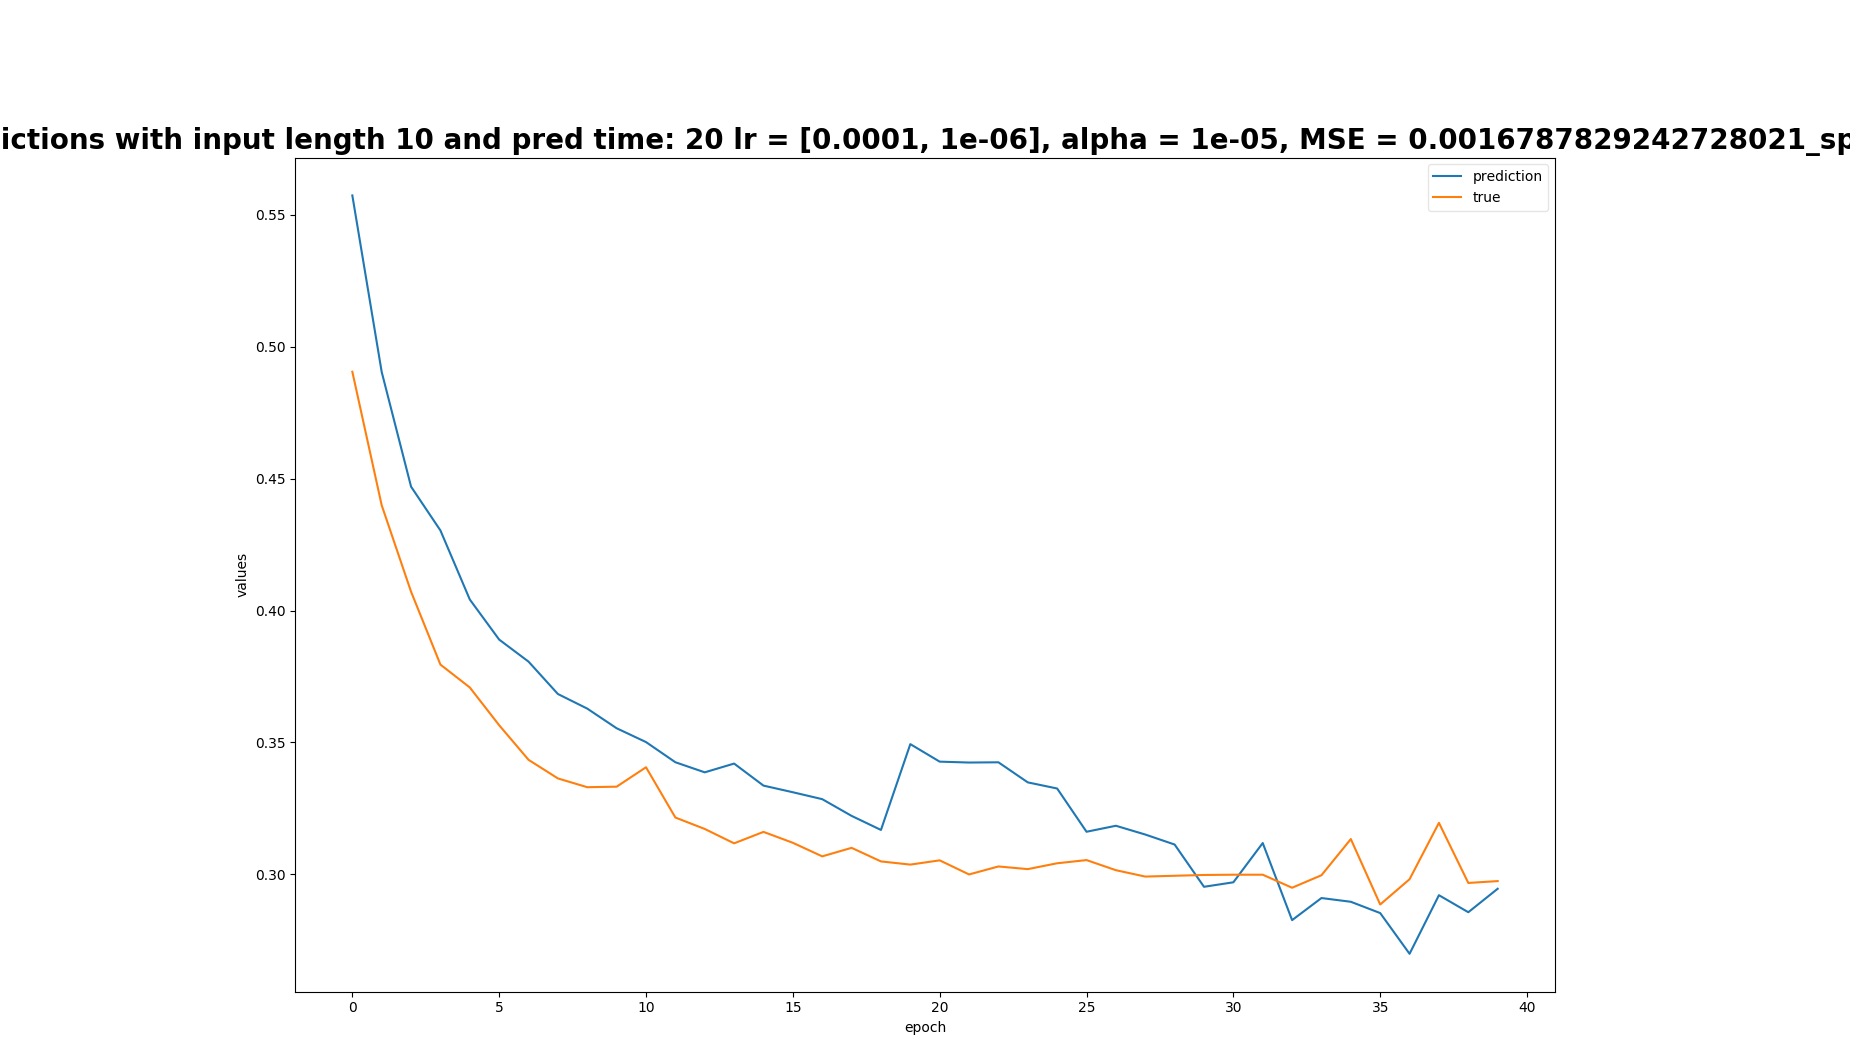 ictions with input length 10 and pred time: 20 lr = [0.0001, 1e-06], alpha = 1e-05, MSE = 0.0016787829242728021_sp
prediction
true
0.55
0.50
0.45
0.40
0.35
0.30
values
0 5 10 15 20 25 30 35 40
epoch